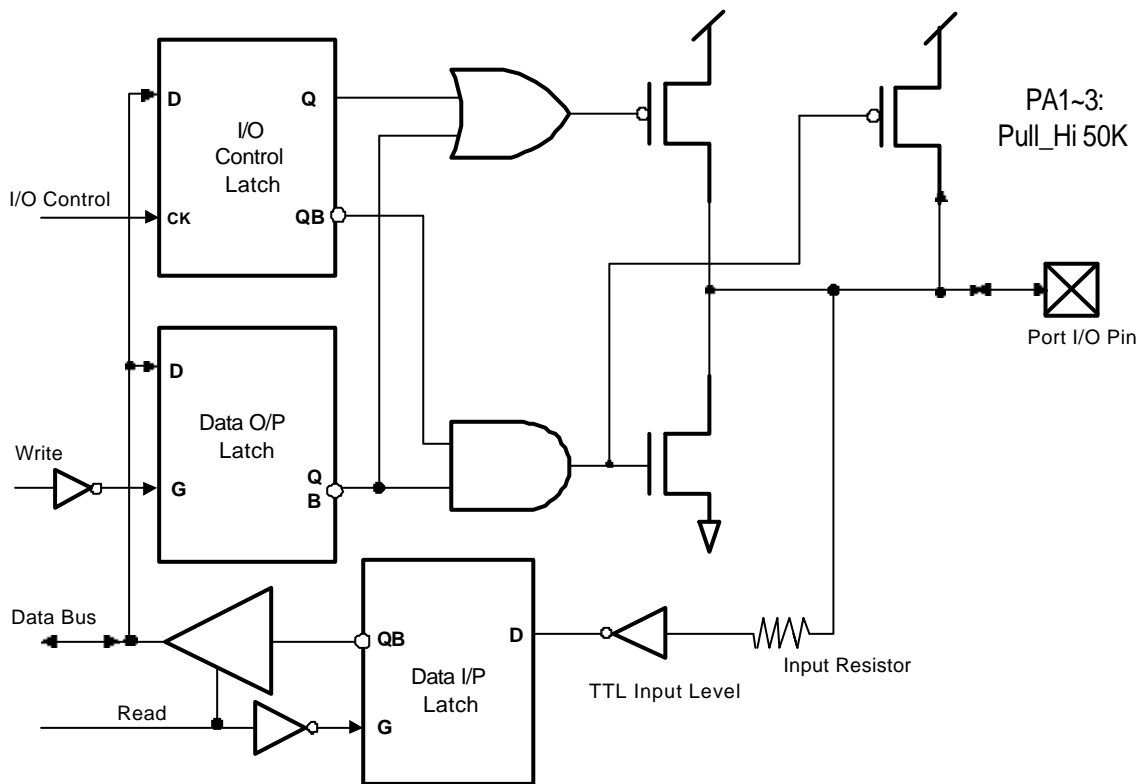 D
Q
I/O
Control
Latch
I/O Control
CK
QB
PA1~3:
Pull_Hi 50K
Port I/O Pin
D
Data O/P
Latch
Write
G
Q
B
Data Bus
QB
D
Data I/P
Latch
TTL Input Level
Input Resistor
Read
G